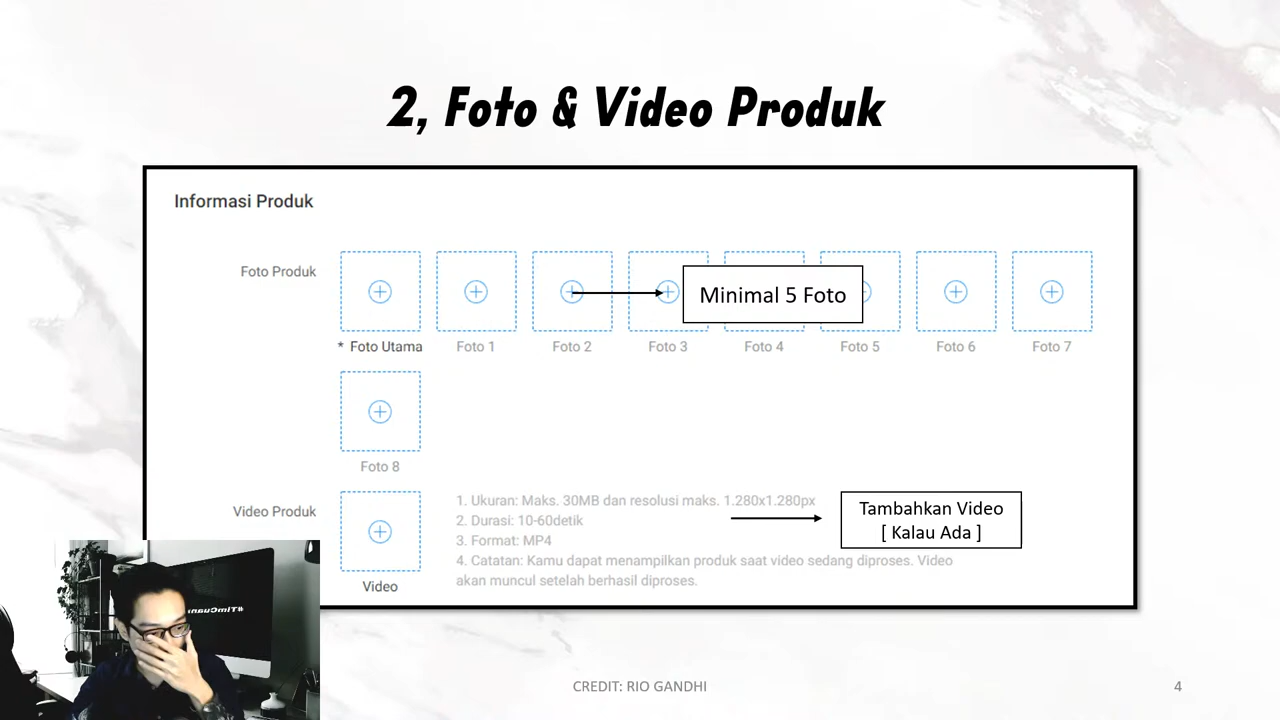 2, Foto & Video Produk
Informasi Produk
Foto Produk
Minimal 5 Foto
* Foto Utama
Foto 1
Foto 2
Foto 3
Foto 4
Foto 5
Foto 6
Foto 7
Foto 8
Video Produk
1. Ukuran: Maks. 30MB dan resolusi maks. 1.280x1.280px
2. Durasi: 10-60detik
3. Format: MP4
4. Catatan: Kamu dapat menampilkan produk saat video sedang diproses. Video
akan muncul setelah berhasil diproses.
Tambahkan Video
[ Kalau Ada ]
Video
#TimCuan
CREDIT: RIO GANDHI
4